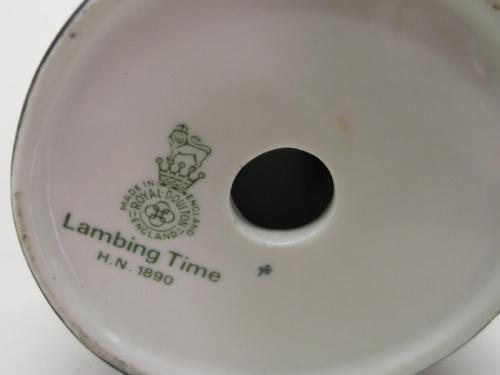 MADE IN ENGLAND
ROYAL·DOULTON
ENGLAND
Lambing Time
H.N. 1890